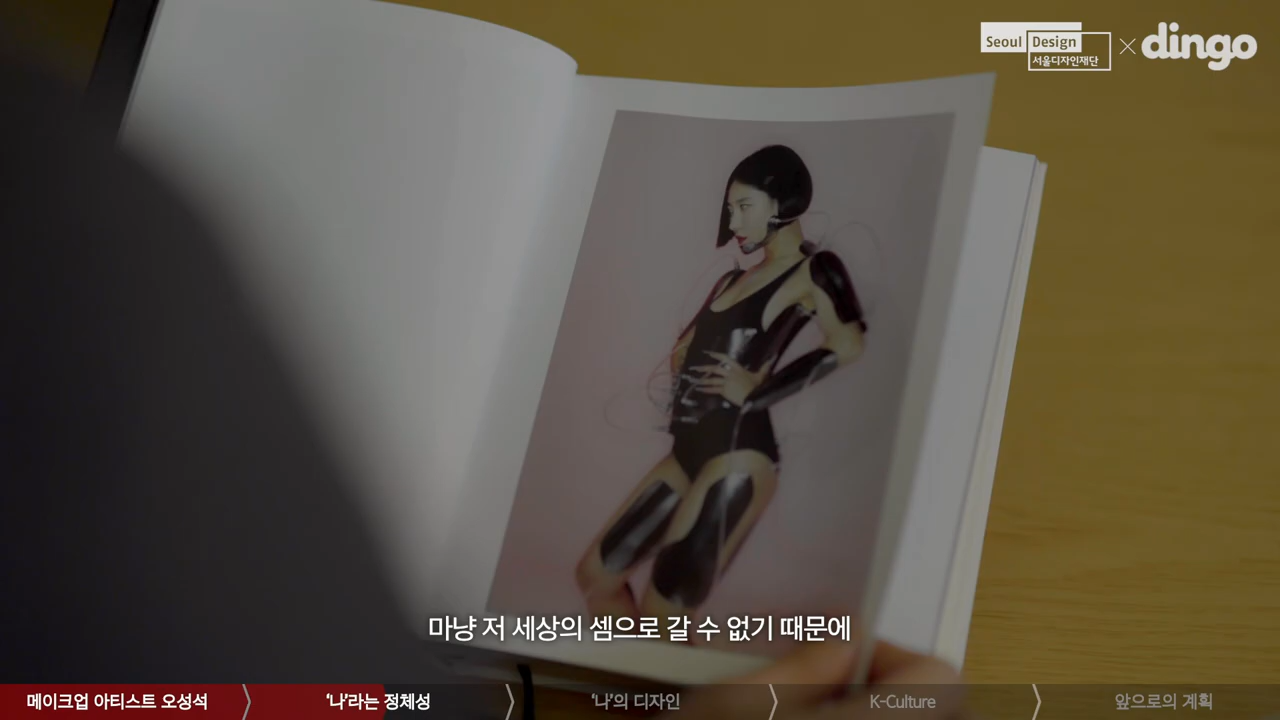 Seoul Design
서울디자인재단
dingo
마냥 저 세상의 셈으로 갈 수 없기 때문에
메이크업 아티스트 오성석
‘나’라는 정체성
‘나’의 디자인
K-Culture
앞으로의 계획